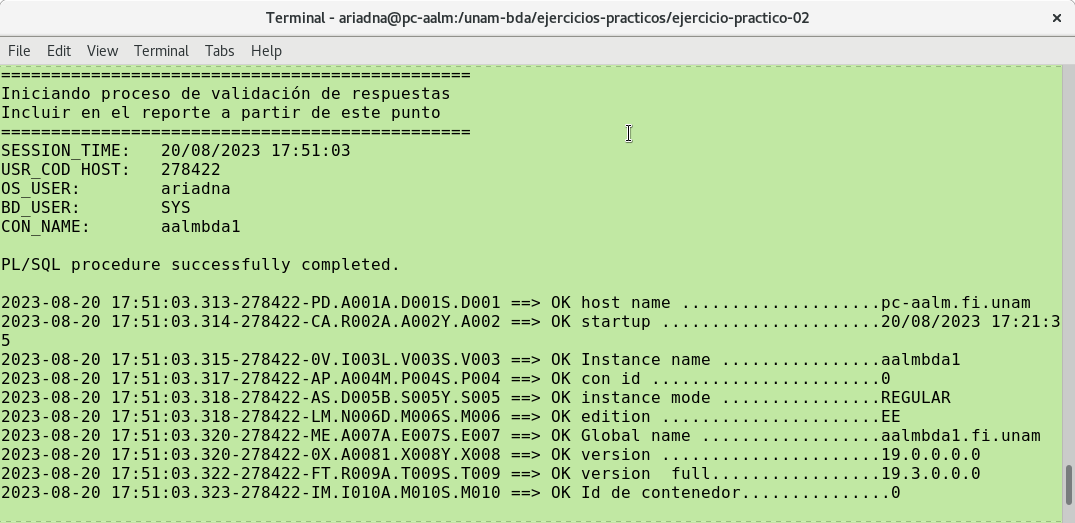 Terminal - ariadna@pc-aalm:/unam-bda/ejercicios-practicos/ejercicio-practico-02
File Edit View Terminal Tabs Help
===============================================
Iniciando proceso de validación de respuestas
Incluir en el reporte a partir de este punto
===============================================
SESSION_TIME:   20/08/2023 17:51:03
USR_COD HOST:   278422
OS_USER:        ariadna
BD_USER:        SYS
CON_NAME:       aalmbda1
PL/SQL procedure successfully completed.
2023-08-20 17:51:03.313-278422-PD.A001A.D001S.D001 ==> OK host name ....................pc-aalm.fi.unam
2023-08-20 17:51:03.314-278422-CA.R002A.A002Y.A002 ==> OK startup ......................20/08/2023 17:21:3
5
2023-08-20 17:51:03.315-278422-0V.I003L.V003S.V003 ==> OK Instance name ................aalmbda1
2023-08-20 17:51:03.317-278422-AP.A004M.P004S.P004 ==> OK con id .......................0
2023-08-20 17:51:03.318-278422-AS.D005B.S005Y.S005 ==> OK instance mode ................REGULAR
2023-08-20 17:51:03.318-278422-LM.N006D.M006S.M006 ==> OK edition ......................EE
2023-08-20 17:51:03.320-278422-ME.A007A.E007S.E007 ==> OK Global name ..................aalmbda1.fi.unam
2023-08-20 17:51:03.320-278422-0X.A0081.X008Y.X008 ==> OK version ......................19.0.0.0.0
2023-08-20 17:51:03.322-278422-FT.R009A.T009S.T009 ==> OK version  full.................19.3.0.0.0
2023-08-20 17:51:03.323-278422-IM.I010A.M010S.M010 ==> OK Id de contenedor...............0